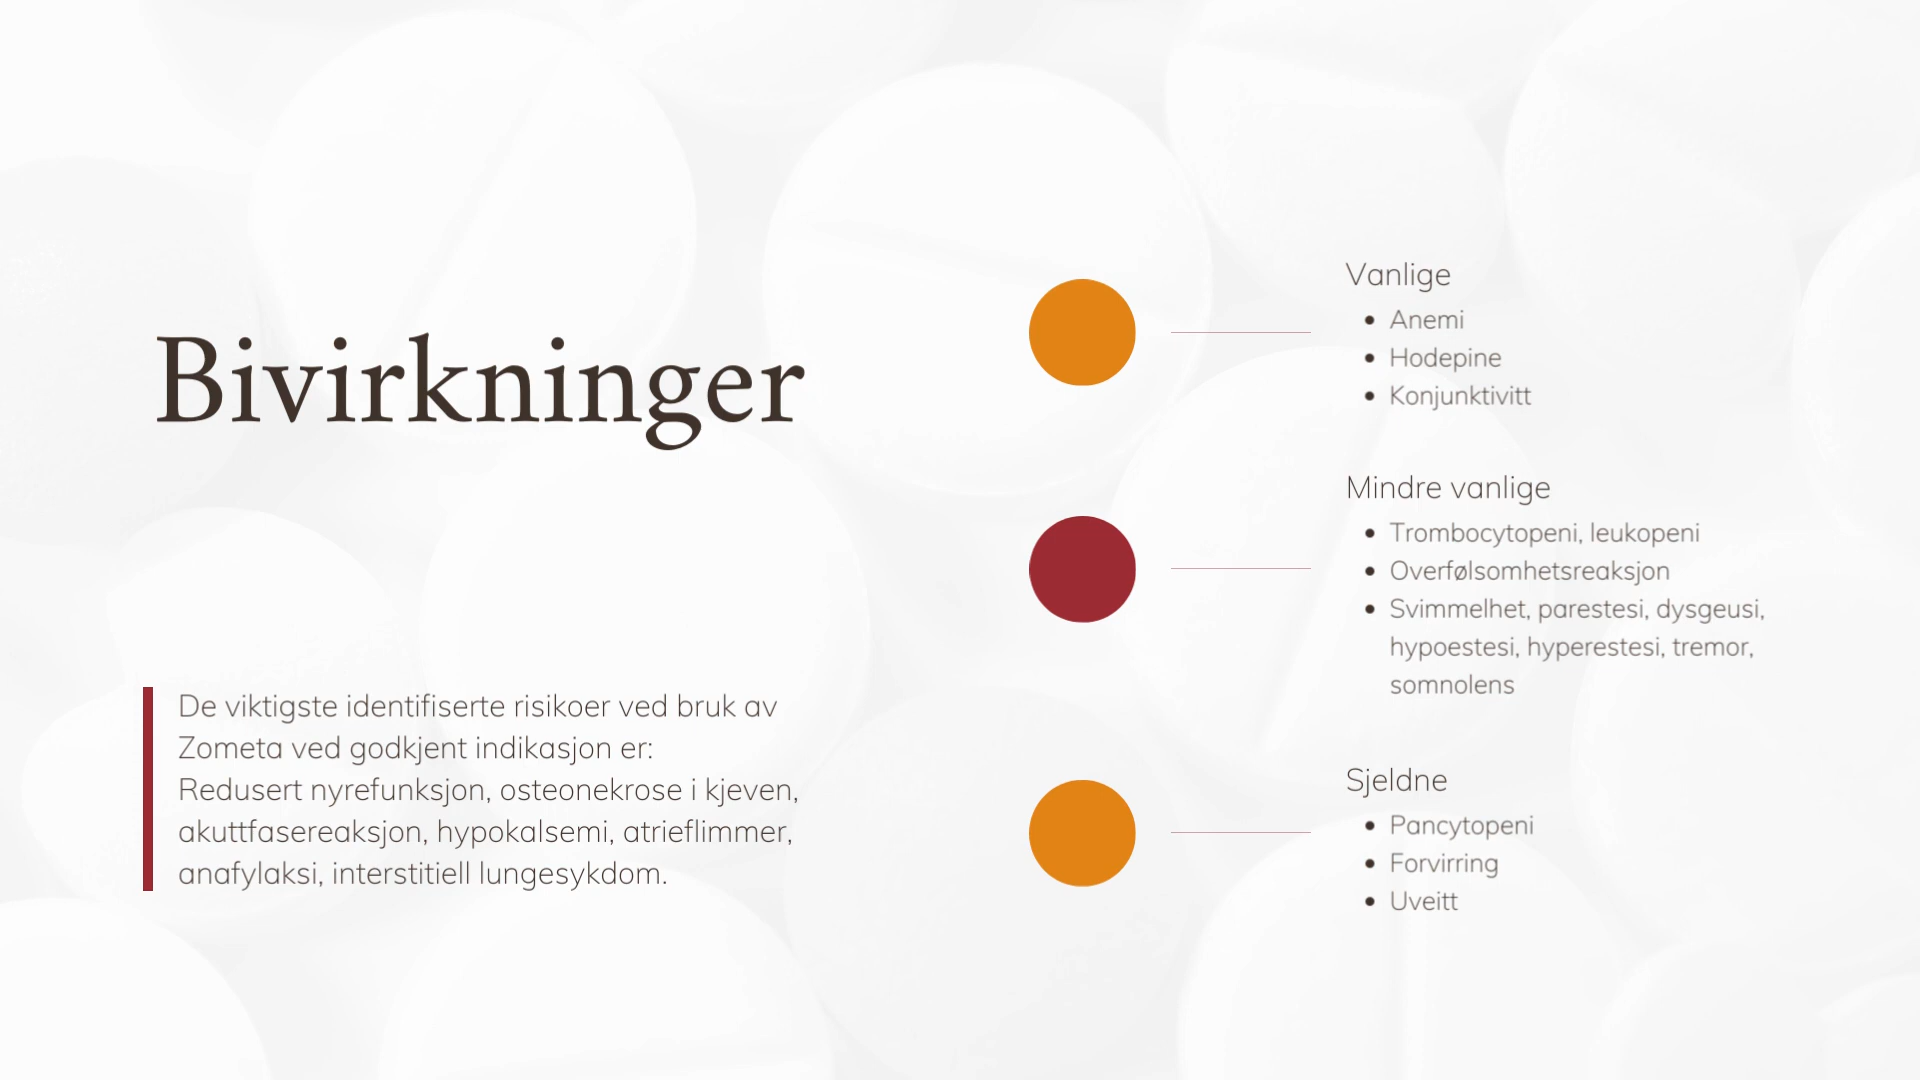 Bivirkninger
De viktigste identifiserte risikoer ved bruk av
Zometa ved godkjent indikasjon er:
Redusert nyrefunksjon, osteonekrose i kjeven,
akuttfasereaksjon, hypokalsemi, atrieflimmer,
anafylaksi, interstitiell lungesykdom.
Vanlige
• Anemi
• Hodepine
• Konjunktivitt
Mindre vanlige
• Trombocytopeni, leukopeni
• Overfølsomhetsreaksjon
• Svimmelhet, parestesi, dysgeusi,
hypoestesi, hyperestesi, tremor,
somnolens
Sjeldne
• Pancytopeni
• Forvirring
• Uveitt